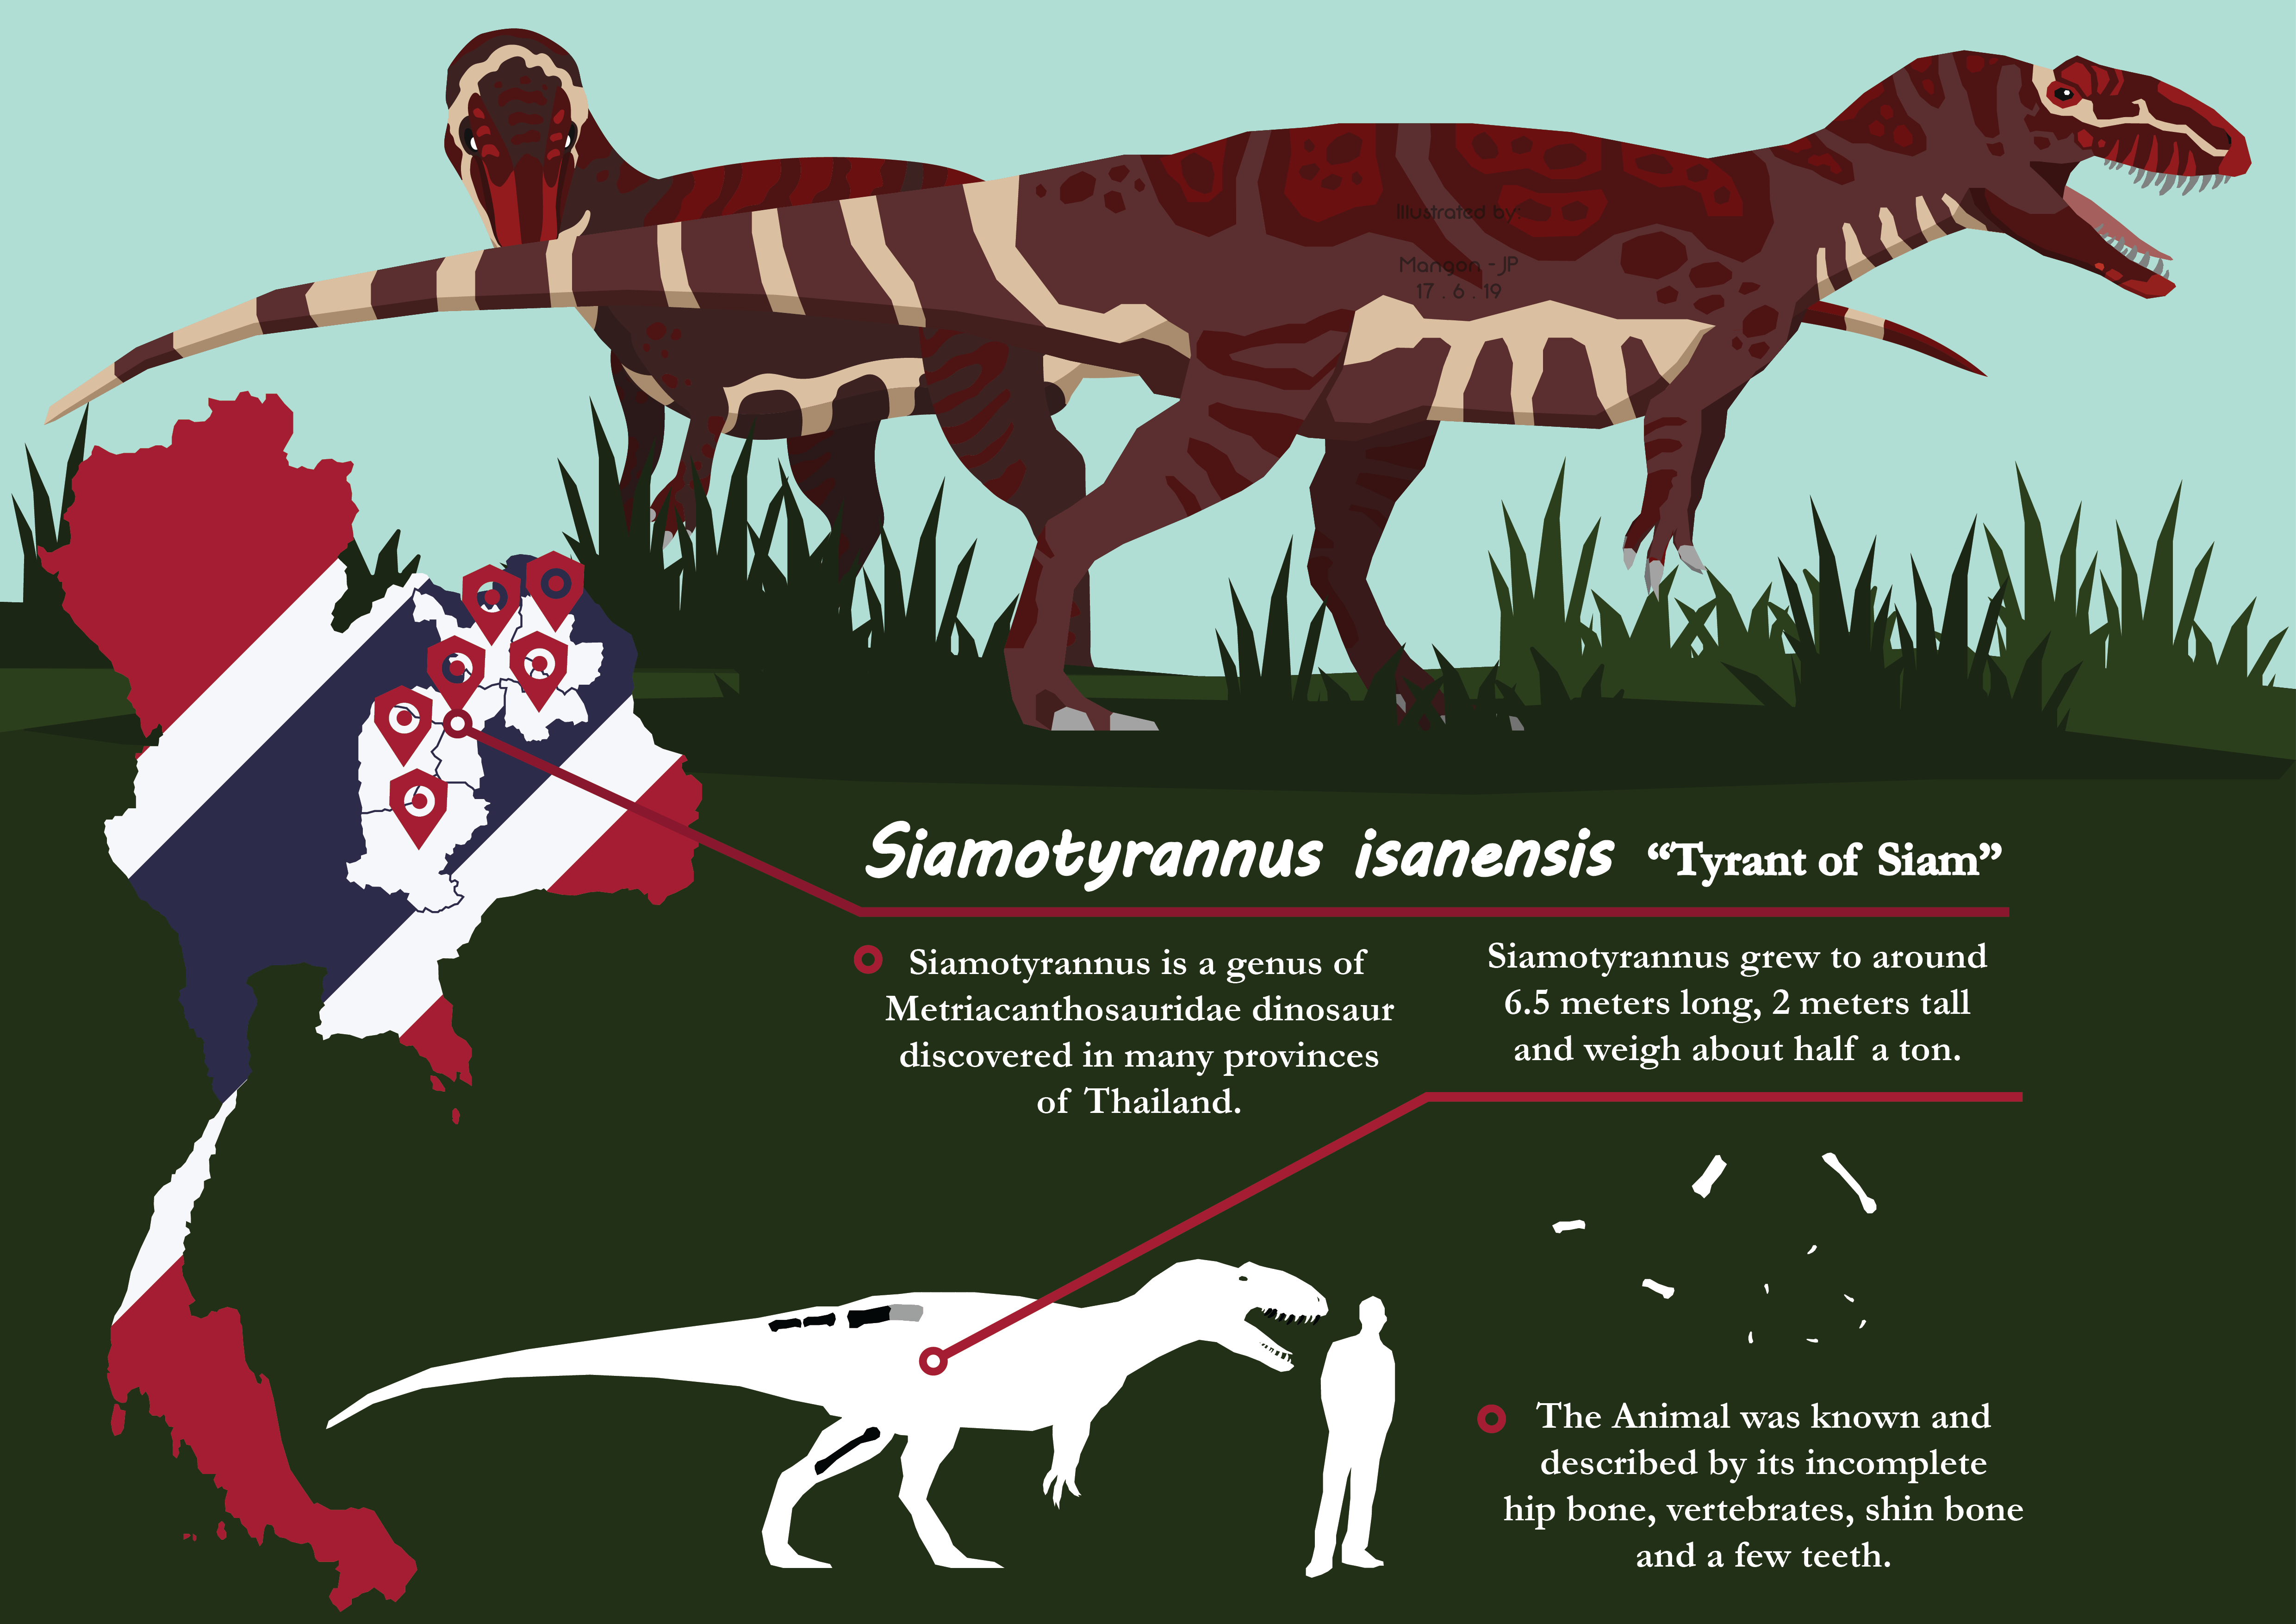 Illustrated by:
Mangon - JP
17 . 6 . 19
Siamotyrannus isanensis “Tyrant of Siam”
Siamotyrannus is a genus of
Metriacanthosauridae dinosaur
discovered in many provinces
of Thailand.
Siamotyrannus grew to around
6.5 meters long, 2 meters tall
and weigh about half a ton.
The Animal was known and
described by its incomplete
hip bone, vertebrates, shin bone
and a few teeth.